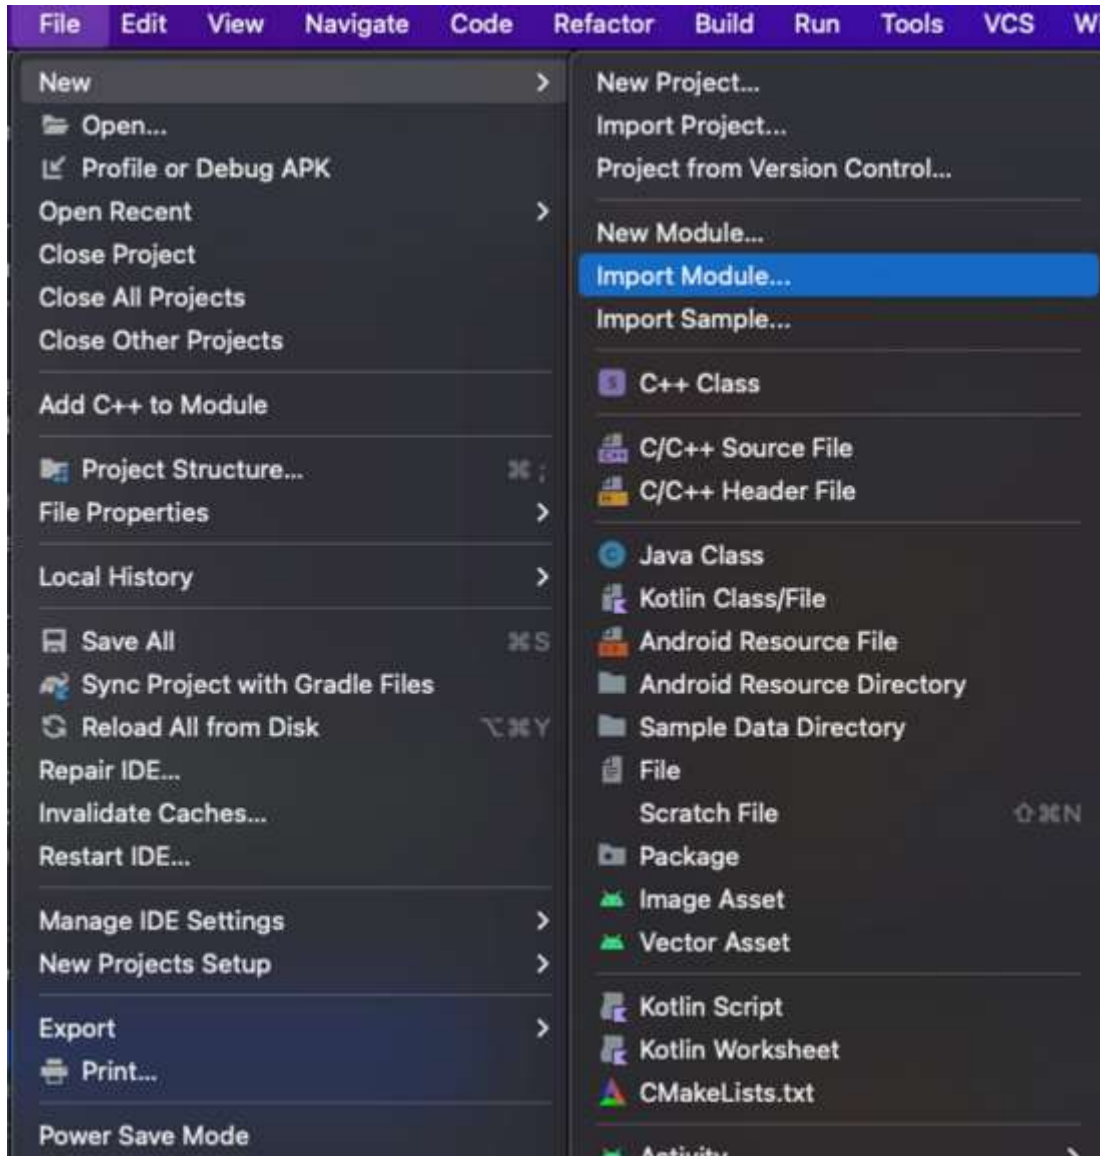 File Edit View Navigate Code Refactor Build Run Tools VCS
New
Open...
Profile or Debug APK
Open Recent
Close Project
Close All Projects
Close Other Projects
Add C++ to Module
Project Structure... ⌘ ;
File Properties
Local History
Save All ⌘ S
Sync Project with Gradle Files
Reload All from Disk ⌥⌘Y
Repair IDE...
Invalidate Caches...
Restart IDE...
Manage IDE Settings
New Projects Setup
Export
Print...
Power Save Mode
New Project...
Import Project...
Project from Version Control...
New Module...
Import Module...
Import Sample...
C++ Class
C/C++ Source File
C/C++ Header File
Java Class
Kotlin Class/File
Android Resource File
Android Resource Directory
Sample Data Directory
File
Scratch File ⇧⌘N
Package
Image Asset
Vector Asset
Kotlin Script
Kotlin Worksheet
CMakeLists.txt
Activity